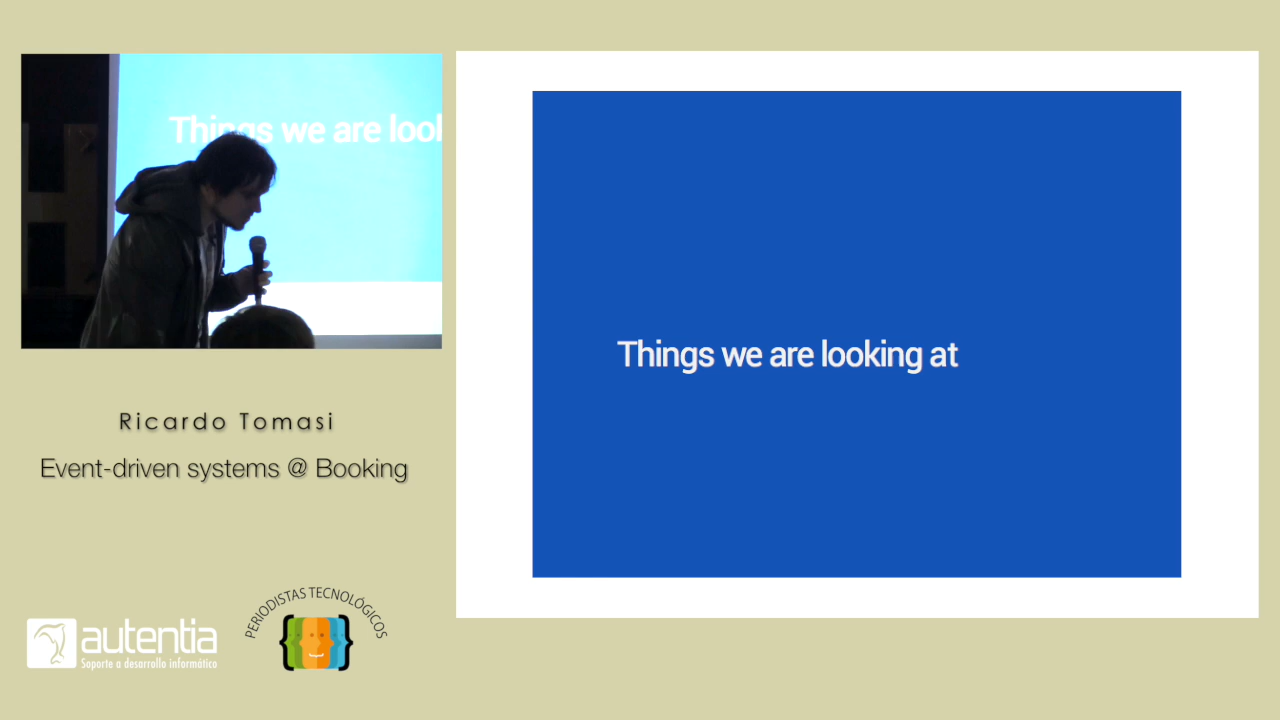 Things we are lool
Ricardo Tomasi
Event-driven systems @ Booking
autentia
Soporte a desarrollo informático
PERIODISTAS TECNOLÓGICOS
Things we are looking at